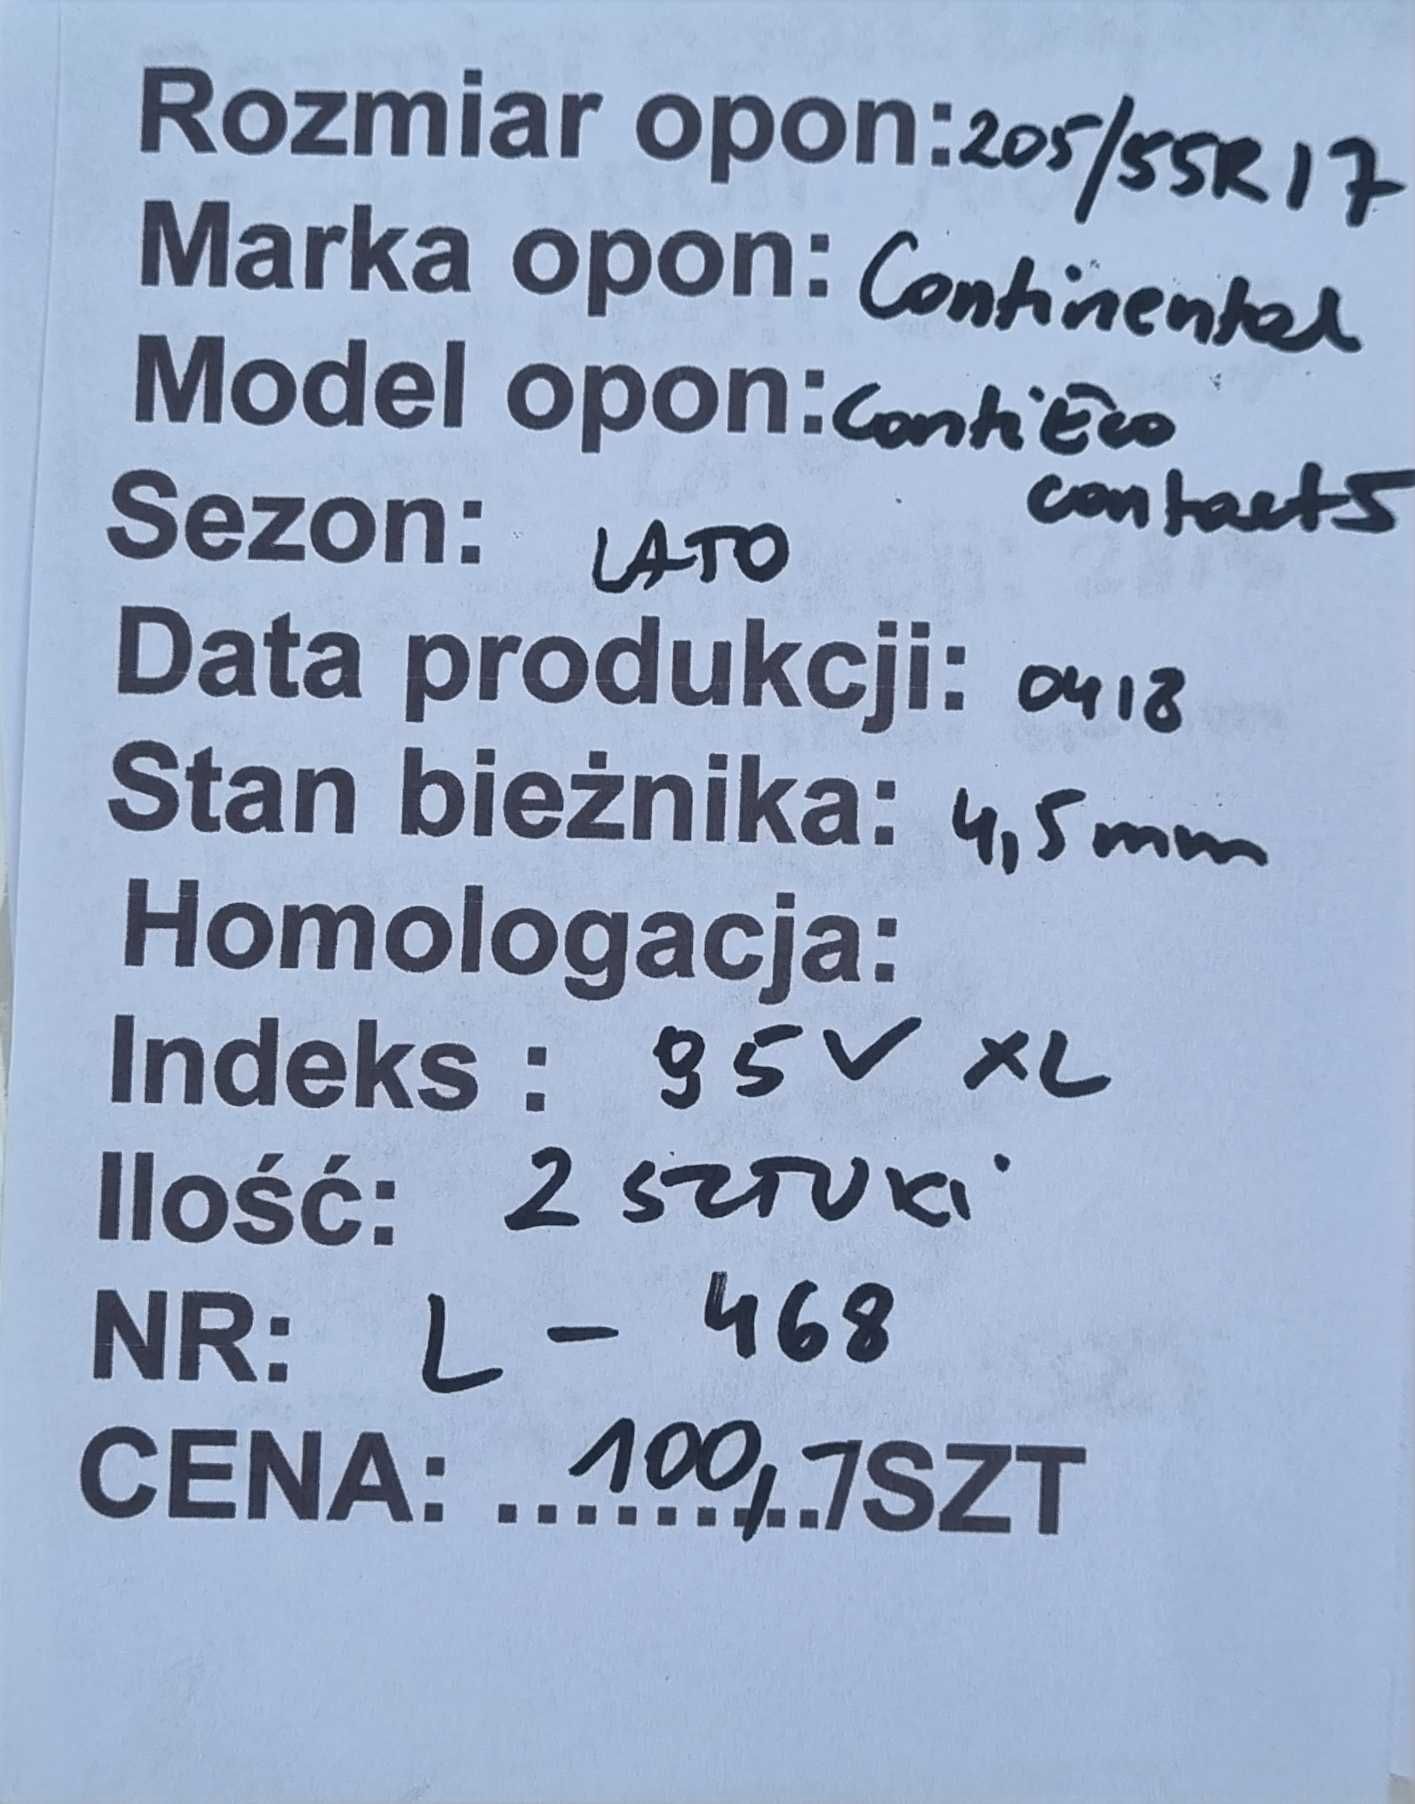 Rozmiar opon: 205/55R17
Marka opon: Continental
Model opon: ContiEco
contact5
Sezon: LATO
Data produkcji: 0418
Stan bieżnika: 4,5mm
Homologacja:
Indeks : 95V XL
Ilość: 2 SZTUKI
NR: L - 468
CENA: ...100,.../SZT